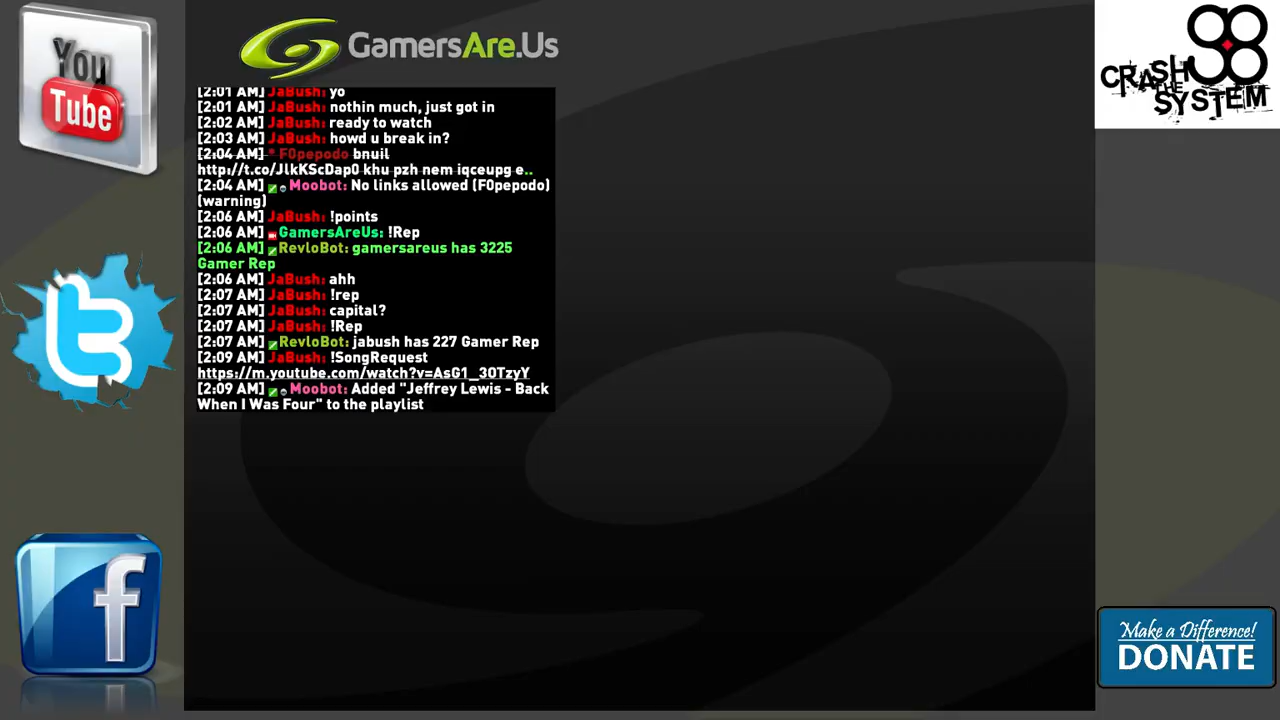 You
Tube
GamersAre.Us
CRASH
THE
SYSTEM
[2:01 AM] JaBush: yo
[2:01 AM] JaBush: nothin much, just got in
[2:02 AM] JaBush: ready to watch
[2:03 AM] JaBush: howd u break in?
[2:04 AM] * F0pepodo bnuil
http://t.co/JlkKScDap0 khu pzh nem iqceupg e..
[2:04 AM] Moobot: No links allowed (F0pepodo)
(warning)
[2:06 AM] JaBush: !points
[2:06 AM] GamersAreUs: !Rep
[2:06 AM] RevloBot: gamersareus has 3225
Gamer Rep
[2:06 AM] JaBush: ahh
[2:07 AM] JaBush: !rep
[2:07 AM] JaBush: capital?
[2:07 AM] JaBush: !Rep
[2:07 AM] RevloBot: jabush has 227 Gamer Rep
[2:09 AM] JaBush: !SongRequest
https://m.youtube.com/watch?v=AsG1_3OTzyY
[2:09 AM] Moobot: Added "Jeffrey Lewis - Back
When I Was Four" to the playlist
Make a Difference!
DONATE